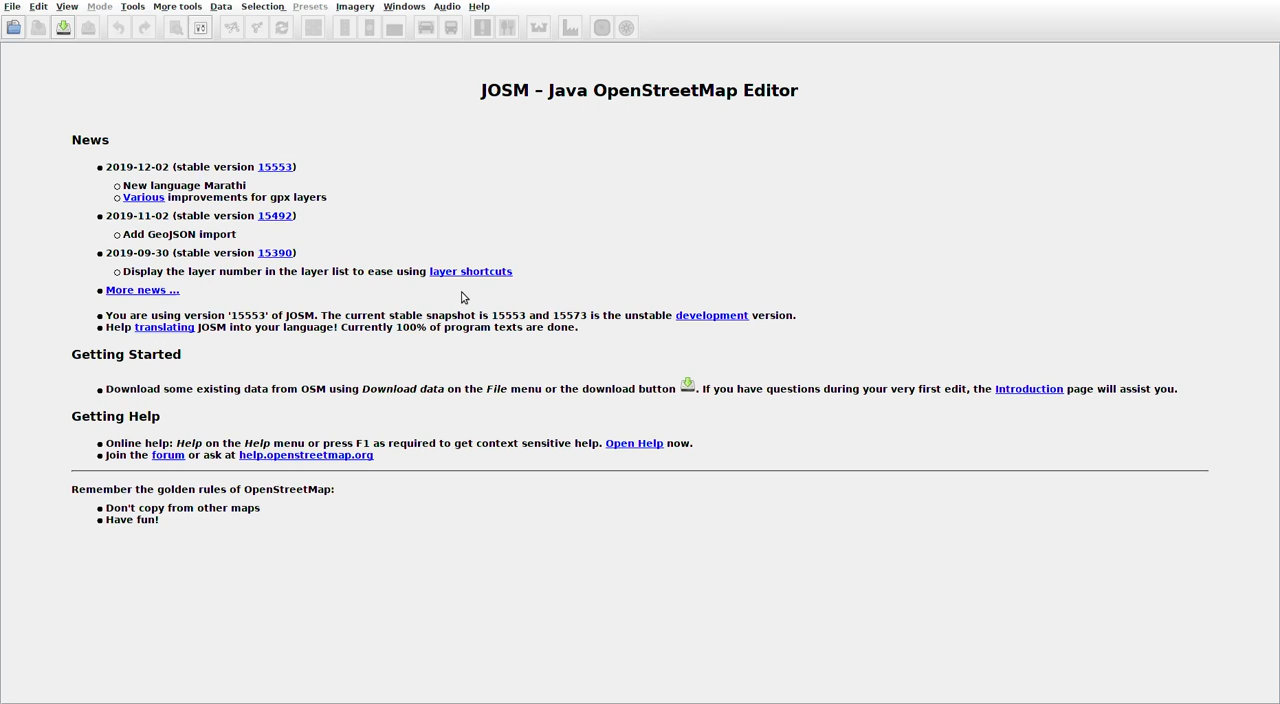 File Edit View Mode Tools More tools Data Selection Presets Imagery Windows Audio Help
JOSM – Java OpenStreetMap Editor
News
2019-12-02 (stable version 15553)
New language Marathi
Various improvements for gpx layers
2019-11-02 (stable version 15492)
Add GeoJSON import
2019-09-30 (stable version 15390)
Display the layer number in the layer list to ease using layer shortcuts
More news ...
You are using version '15553' of JOSM. The current stable snapshot is 15553 and 15573 is the unstable development version.
Help translating JOSM into your language! Currently 100% of program texts are done.
Getting Started
Download some existing data from OSM using Download data on the File menu or the download button . If you have questions during your very first edit, the Introduction page will assist you.
Getting Help
Online help: Help on the Help menu or press F1 as required to get context sensitive help. Open Help now.
Join the forum or ask at help.openstreetmap.org
Remember the golden rules of OpenStreetMap:
Don't copy from other maps
Have fun!